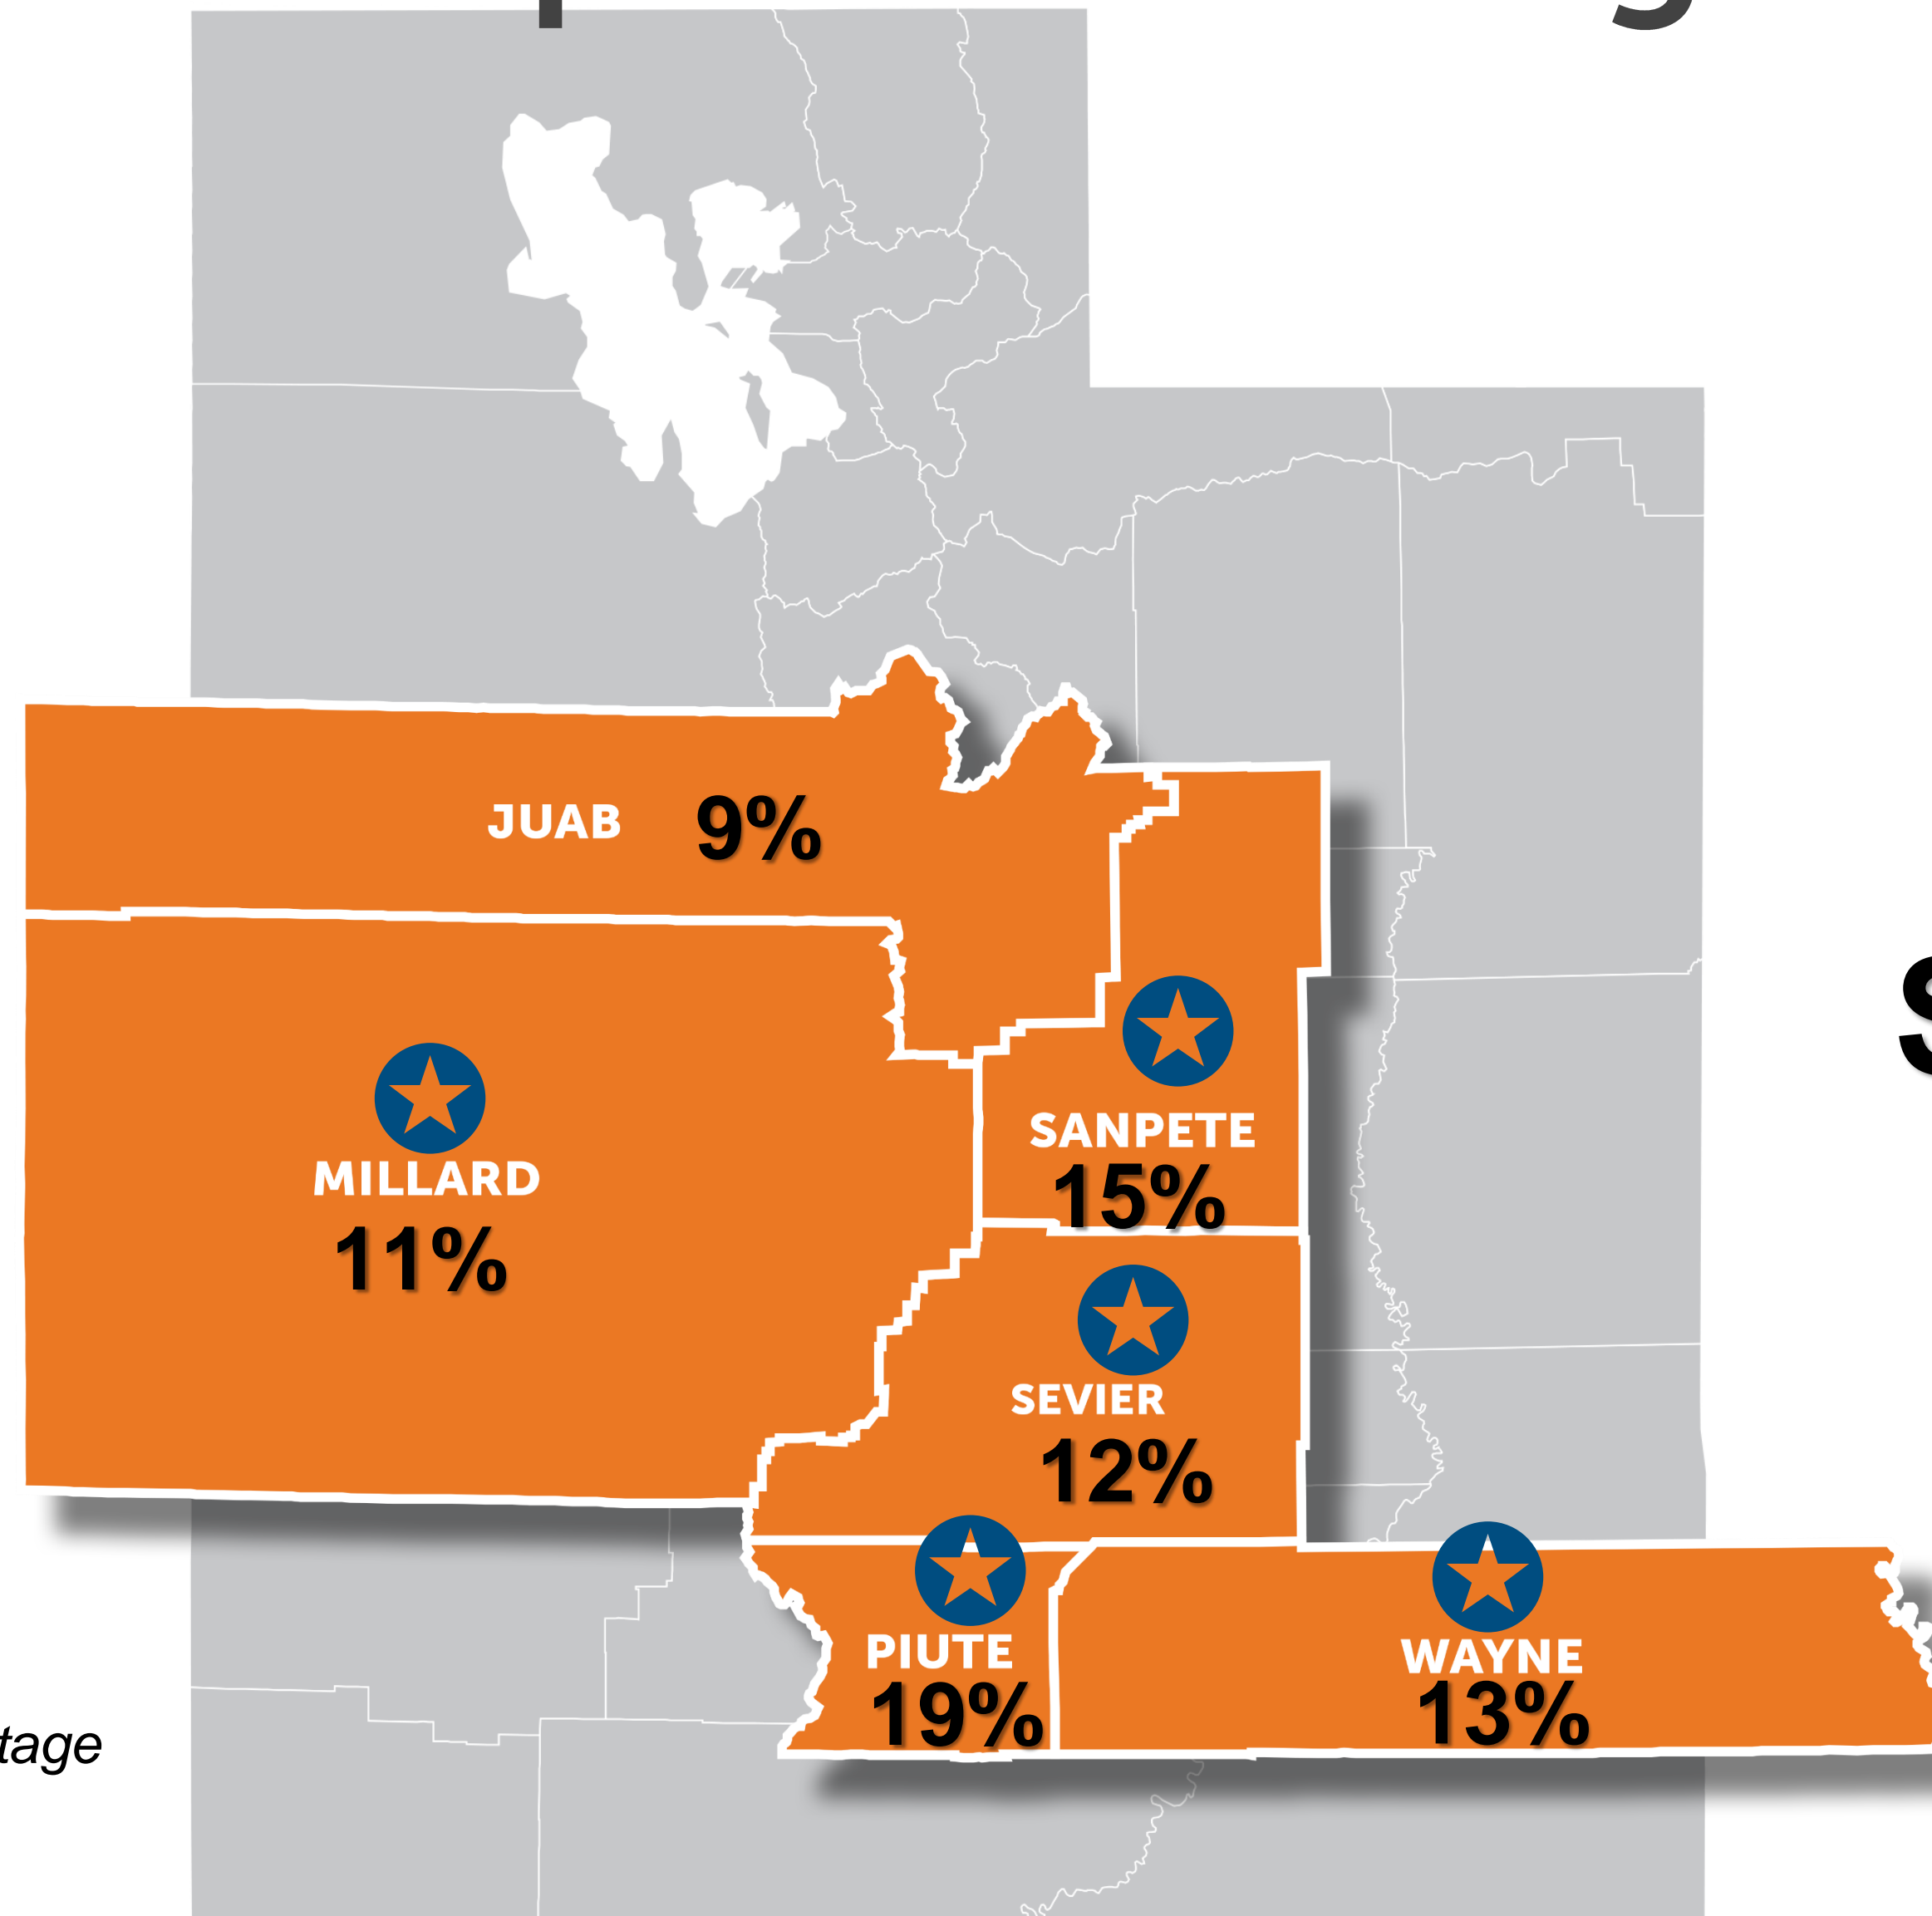 JUAB 9%
MILLARD
11%
SANPETE
15%
SEVIER
12%
PIUTE
19%
WAYNE
13%
tage